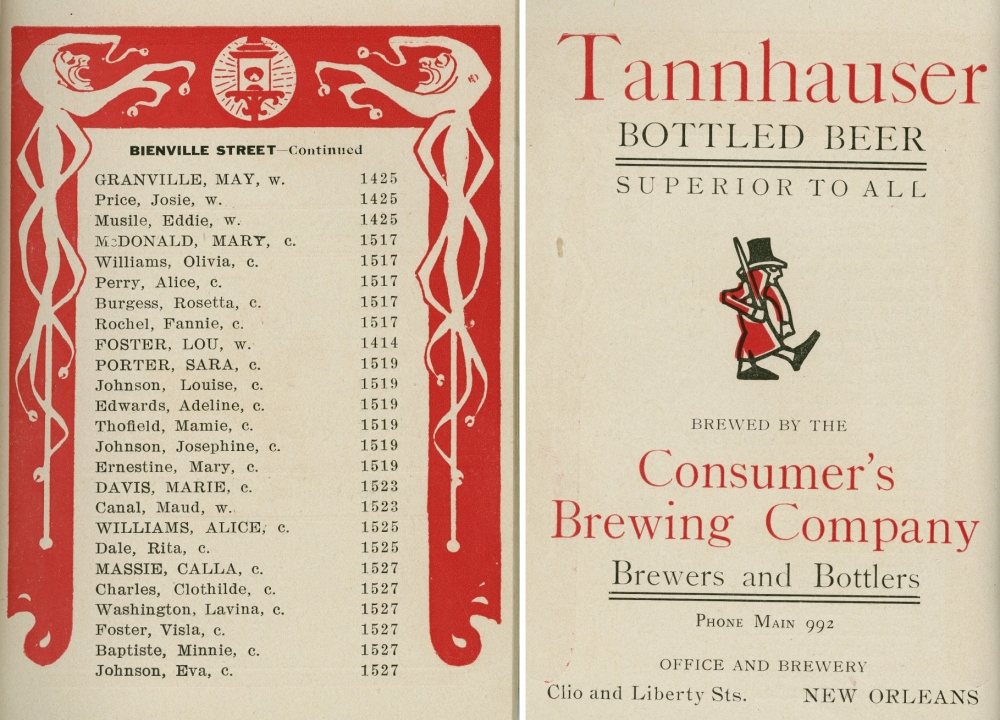 BIENVILLE STREET—Continued
GRANVILLE, MAY, w. 1425
Price, Josie, w. 1425
Musile, Eddie, w. 1425
McDONALD, MARY, c. 1517
Williams, Olivia, c. 1517
Perry, Alice, c. 1517
Burgess, Rosetta, c. 1517
Rochel, Fannie, c. 1517
FOSTER, LOU, w. 1414
PORTER, SARA, c. 1519
Johnson, Louise, c. 1519
Edwards, Adeline, c. 1519
Thofield, Mamie, c. 1519
Johnson, Josephine, c. 1519
Ernestine, Mary, c. 1519
DAVIS, MARIE, c. 1523
Canal, Maud, w. 1523
WILLIAMS, ALICE, c. 1525
Dale, Rita, c. 1525
MASSIE, CALLA, c. 1527
Charles, Clothilde, c. 1527
Washington, Lavina, c. 1527
Foster, Visla, c. 1527
Baptiste, Minnie, c. 1527
Johnson, Eva, c. 1527
Tannhauser
BOTTLED BEER
SUPERIOR TO ALL
BREWED BY THE
Consumer's
Brewing Company
Brewers and Bottlers
PHONE MAIN 992
OFFICE AND BREWERY
Clio and Liberty Sts. NEW ORLEANS